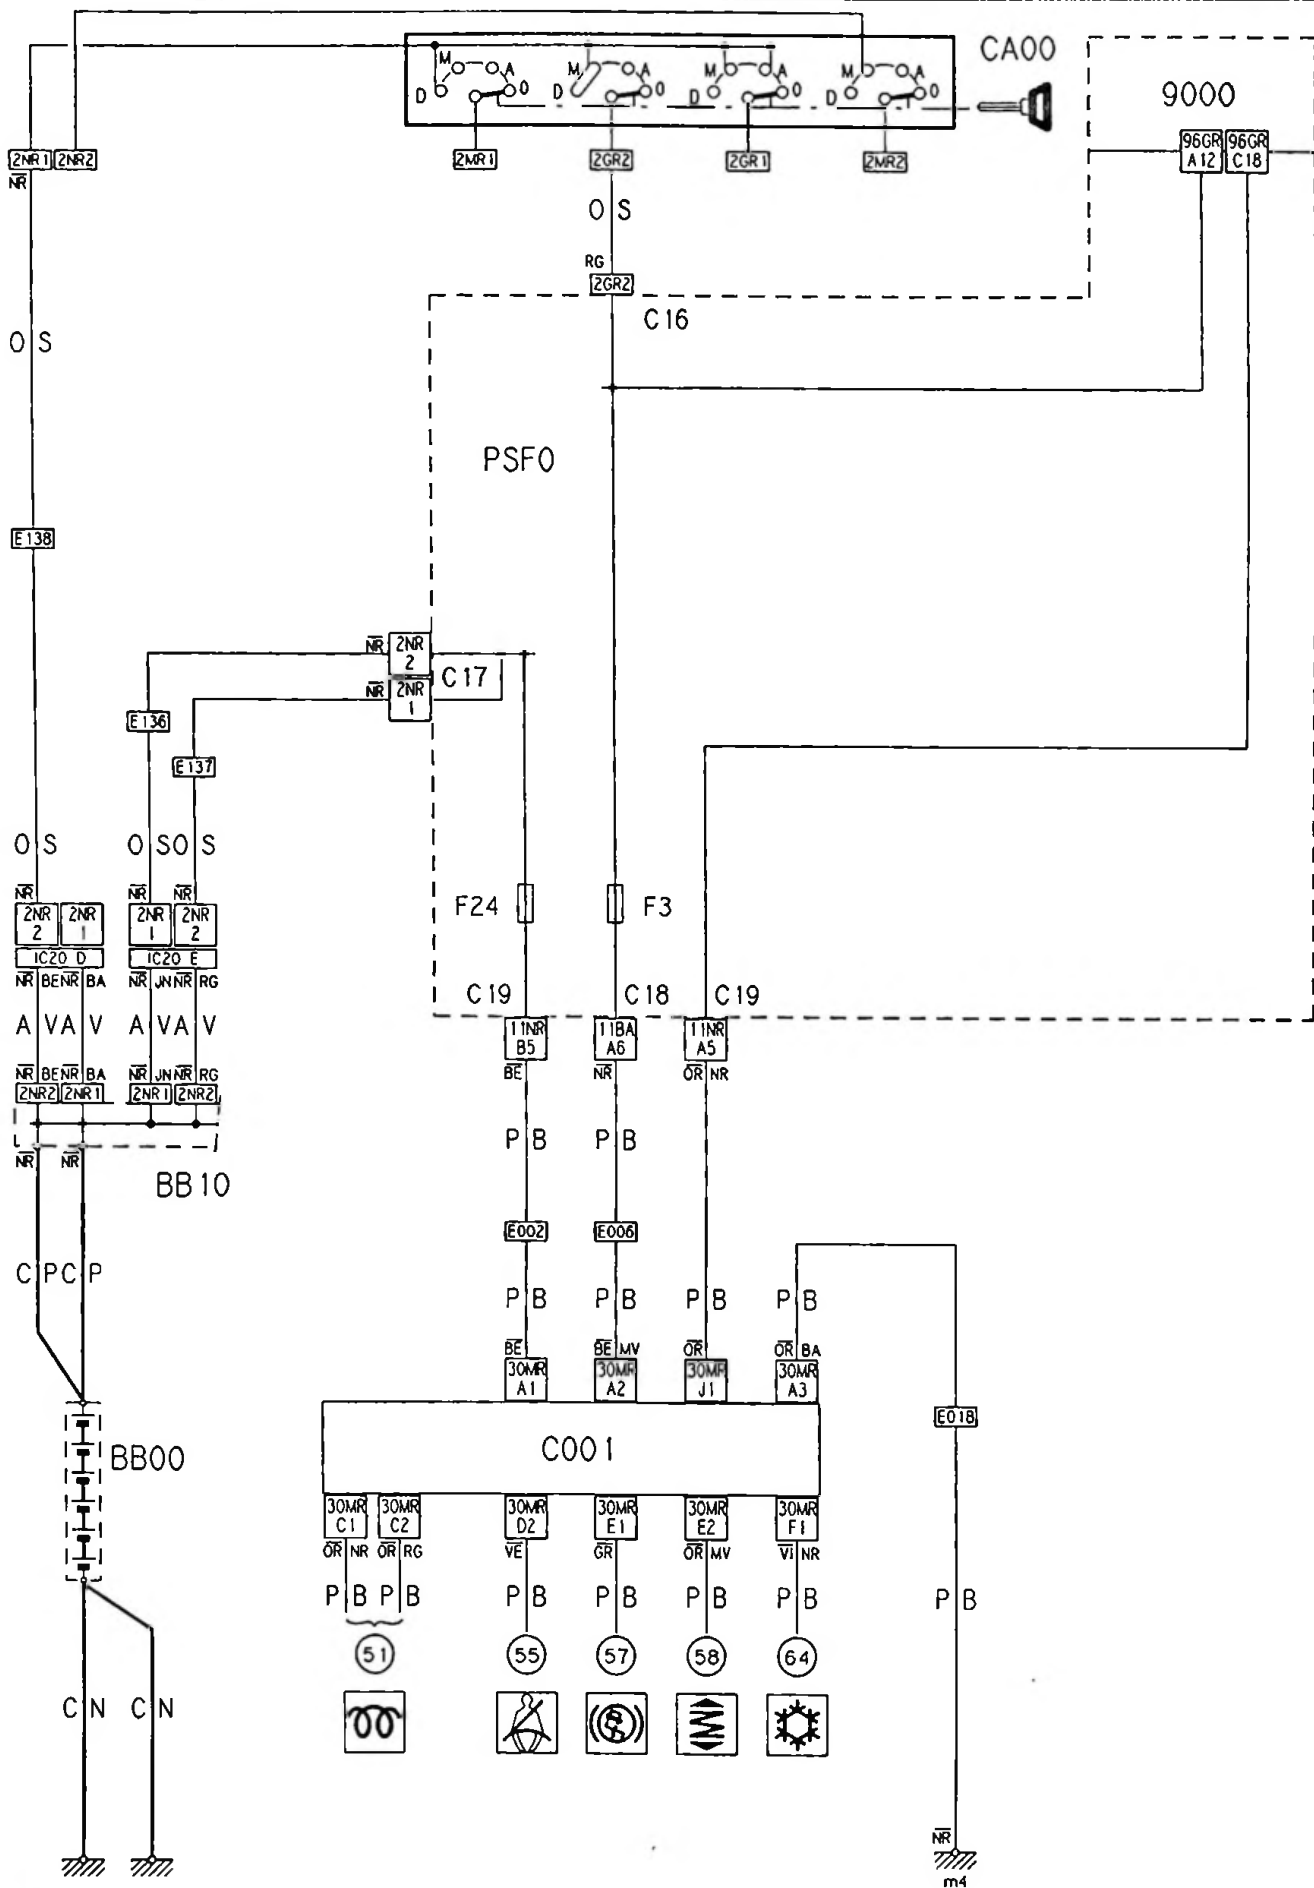 CA00
9000
M A D O
M A D O
M A D O
M A D O
96GR A12
96GR C18
2NR1
2NR2
2MR1
2GR2
2GR1
2MR2
NR
O S
RG
2GR2
C16
O S
PSF0
E138
NR
2NR 2
C17
NR
2NR 1
E136
E137
O S
O S
O S
NR
NR
NR
2NR 2
2NR 1
2NR 1
2NR 2
F24
F3
1C20 D
1C20 E
NR BE
NR BA
NR JN
NR RG
C19
C18
C19
A V
A V
A V
A V
11NR B5
11BA A6
11NR A5
BE
NR
OR NR
NR BE
NR BA
NR JN
NR RG
2NR2
2NR1
2NR1
2NR2
P B
P B
NR
NR
BB10
E002
E006
C P
C P
P B
P B
P B
P B
BE
BE MV
OR
OR BA
30MR A1
30MR A2
30MR J1
30MR A3
E018
BB00
C001
30MR C1
30MR C2
30MR D2
30MR E1
30MR E2
30MR F1
OR NR
OR RG
VE
GR
OR MV
VI NR
P B
P B
P B
P B
P B
P B
P B
51
55
57
58
64
C N
C N
NR
m4